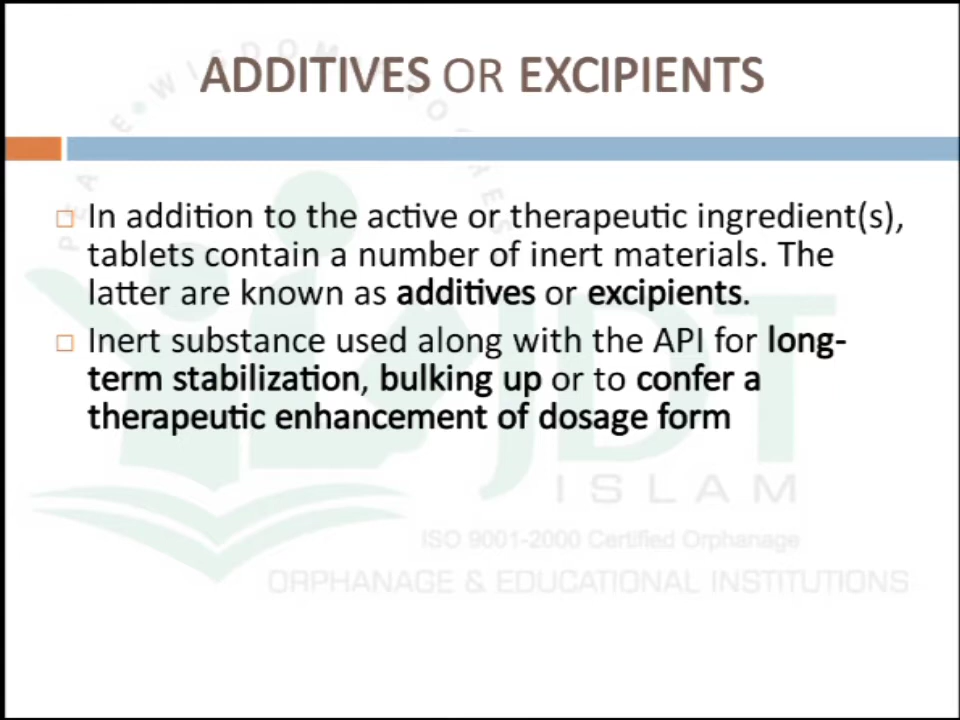 ADDITIVES OR EXCIPIENTS
In addition to the active or therapeutic ingredient(s),
tablets contain a number of inert materials. The
latter are known as additives or excipients.
Inert substance used along with the API for long-
term stabilization, bulking up or to confer a
therapeutic enhancement of dosage form
JDT
ISLAM
ISO 9001-2000 Certified Orphanage
ORPHANAGE & EDUCATIONAL INSTITUTIONS